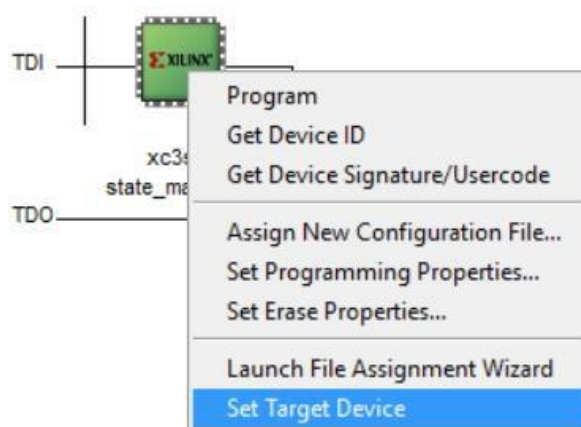 TDI
XILINX
Program
Get Device ID
xc3s
Get Device Signature/Usercode
state_ma
TDO
Assign New Configuration File...
Set Programming Properties...
Set Erase Properties...
Launch File Assignment Wizard
Set Target Device